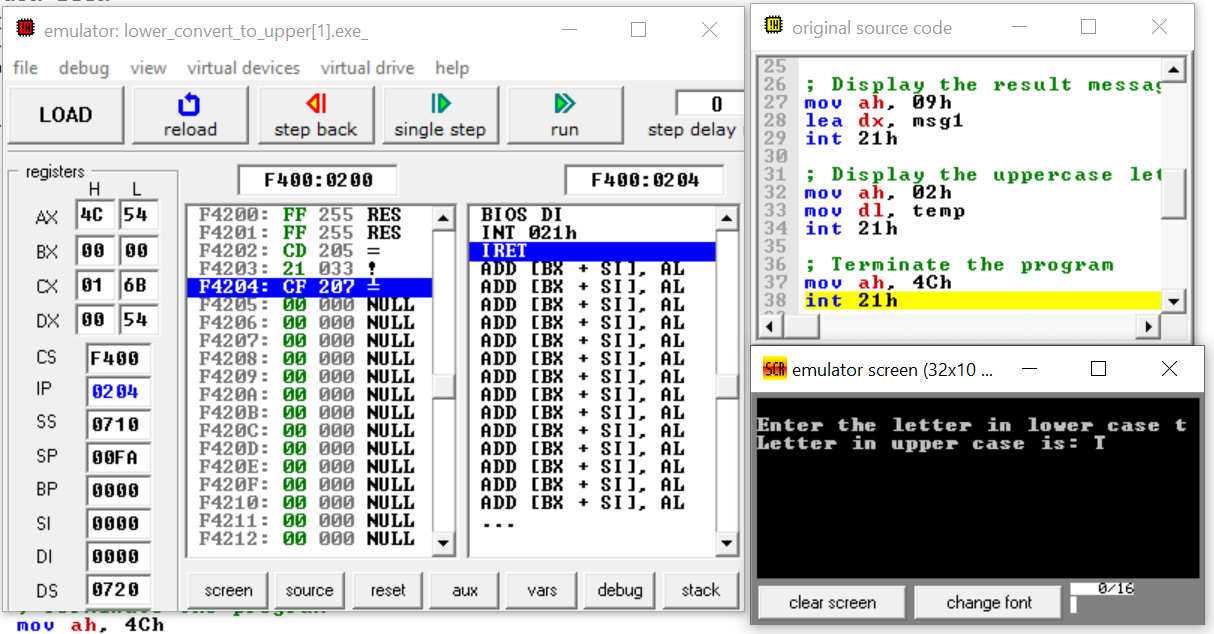 emulator: lower_convert_to_upper[1].exe_
file debug view virtual devices virtual drive help
LOAD
reload
step back
single step
run
0
step delay
registers
H L
AX 4C 54
BX 00 00
CX 01 6B
DX 00 54
CS F400
IP 0204
SS 0710
SP 00FA
BP 0000
SI 0000
DI 0000
DS 0720
F400:0200
F400:0204
F4200: FF 255 RES
F4201: FF 255 RES
F4202: CD 205 =
F4203: 21 033 !
F4204: CF 207 ╧
F4205: 00 000 NULL
F4206: 00 000 NULL
F4207: 00 000 NULL
F4208: 00 000 NULL
F4209: 00 000 NULL
F420A: 00 000 NULL
F420B: 00 000 NULL
F420C: 00 000 NULL
F420D: 00 000 NULL
F420E: 00 000 NULL
F420F: 00 000 NULL
F4210: 00 000 NULL
F4211: 00 000 NULL
F4212: 00 000 NULL
BIOS DI
INT 021h
IRET
ADD [BX + SI], AL
ADD [BX + SI], AL
ADD [BX + SI], AL
ADD [BX + SI], AL
ADD [BX + SI], AL
ADD [BX + SI], AL
ADD [BX + SI], AL
ADD [BX + SI], AL
ADD [BX + SI], AL
ADD [BX + SI], AL
ADD [BX + SI], AL
ADD [BX + SI], AL
ADD [BX + SI], AL
ADD [BX + SI], AL
...
screen source reset aux vars debug stack
mov ah, 4Ch
original source code
25
26 ; Display the result messag
27 mov ah, 09h
28 lea dx, msg1
29 int 21h
30
31 ; Display the uppercase let
32 mov ah, 02h
33 mov dl, temp
34 int 21h
35
36 ; Terminate the program
37 mov ah, 4Ch
38 int 21h
SCR emulator screen (32x10 ...
Enter the letter in lower case t
Letter in upper case is: T
clear screen
change font
0/16